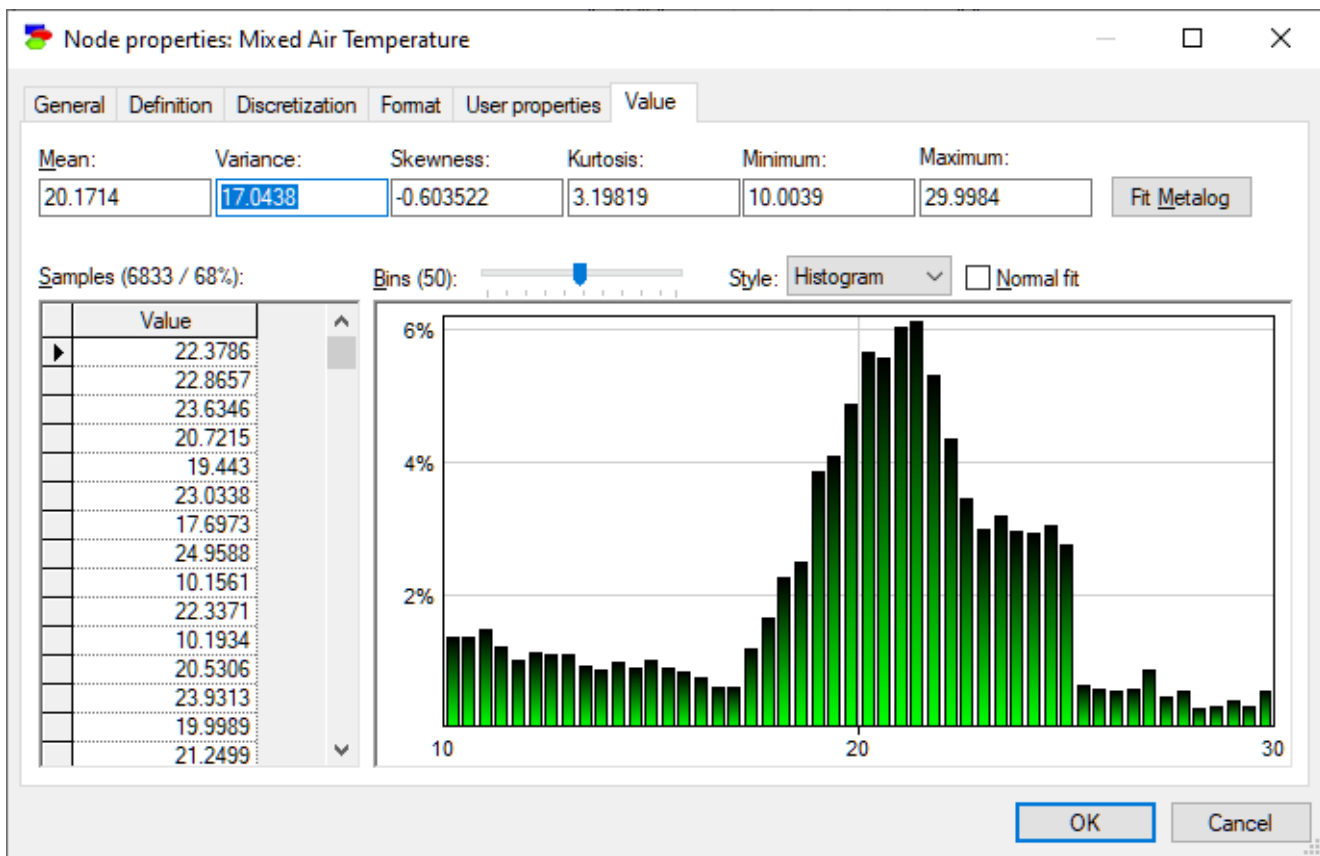 Node properties: Mixed Air Temperature
General Definition Discretization Format User properties Value
Mean: Variance: Skewness: Kurtosis: Minimum: Maximum:
20.1714 17.0438 -0.603522 3.19819 10.0039 29.9984 Fit Metalog
Samples (6833 / 68%): Bins (50): Style: Histogram Normal fit
Value
22.3786
22.8657
23.6346
20.7215
19.443
23.0338
17.6973
24.9588
10.1561
22.3371
10.1934
20.5306
23.9313
19.9989
21.2499
6%
4%
2%
10 20 30
OK Cancel